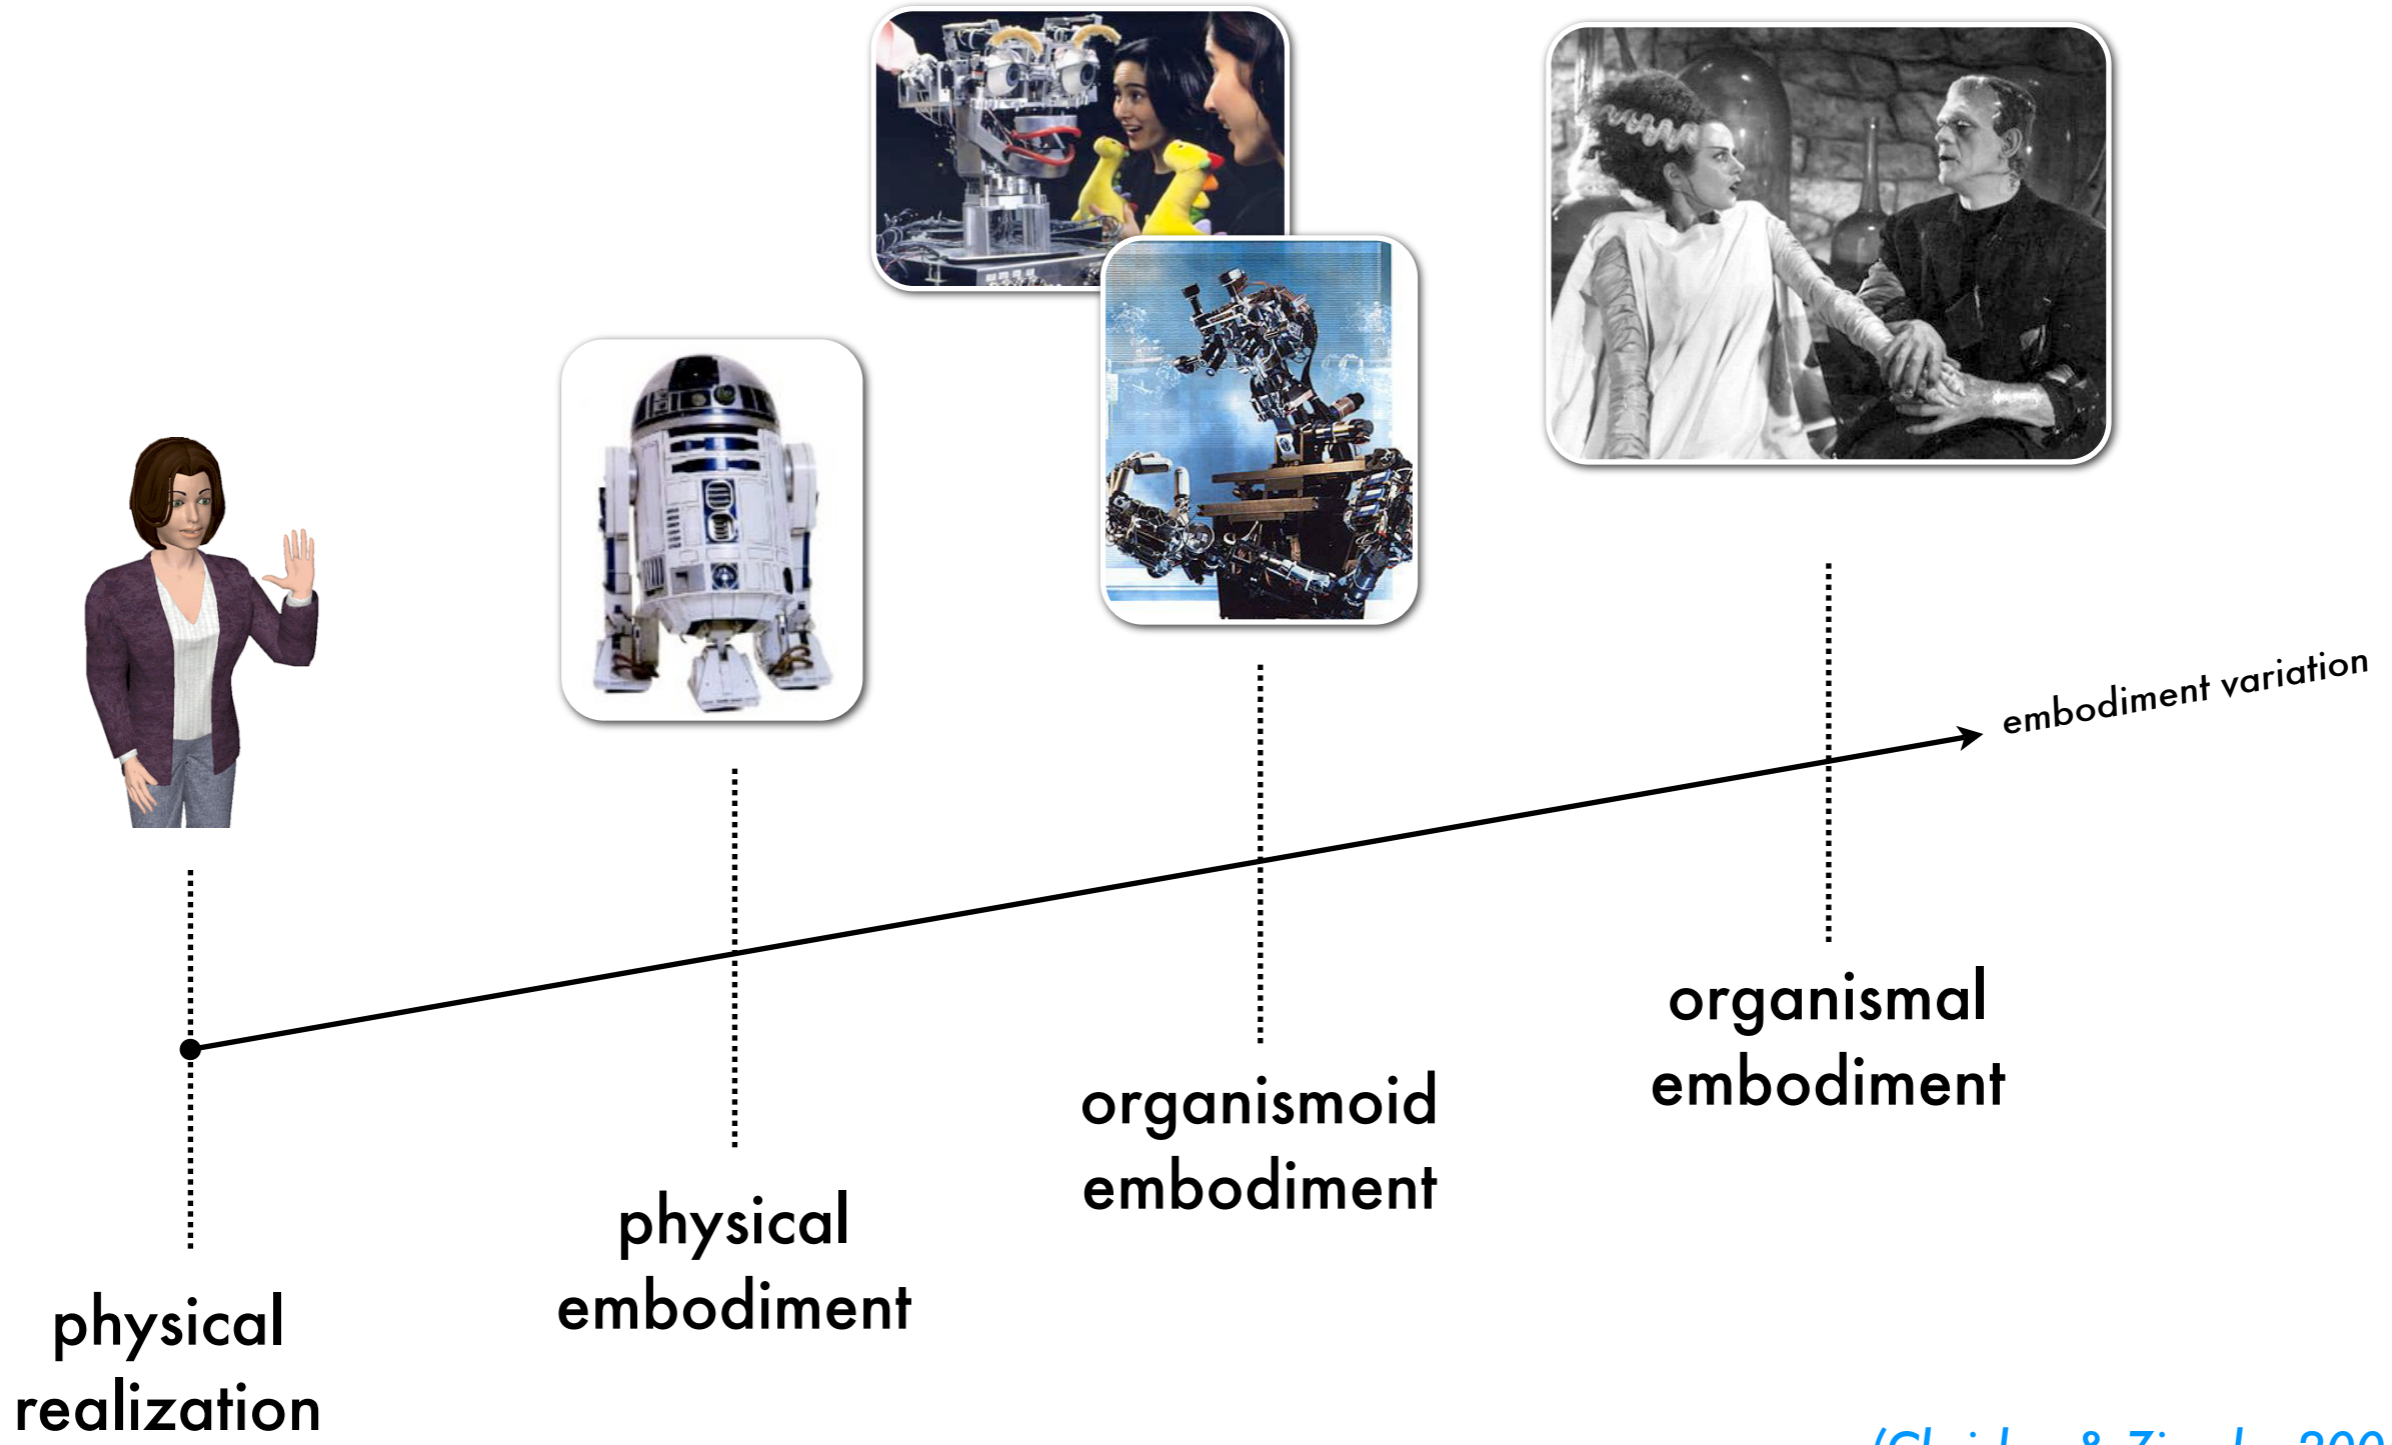 embodiment variation
organismal
embodiment
organismoid
embodiment
physical
embodiment
physical
realization